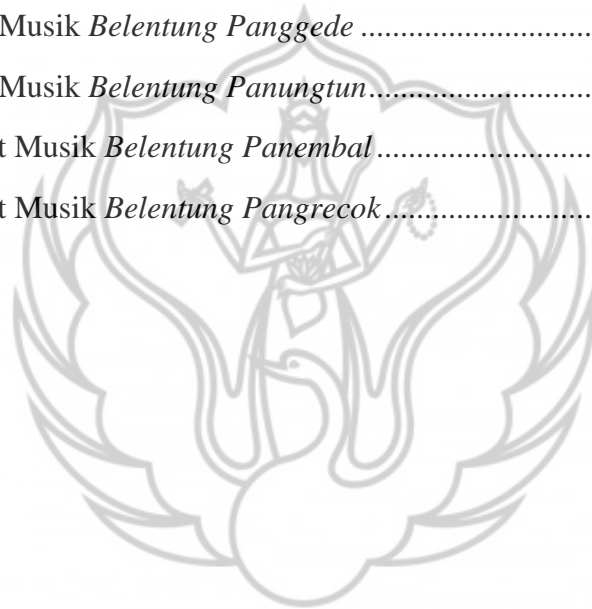 Musik Belentung Panggede ..............................
Musik Belentung Panungtun.............................
t Musik Belentung Panembal............................
t Musik Belentung Pangrecok...........................